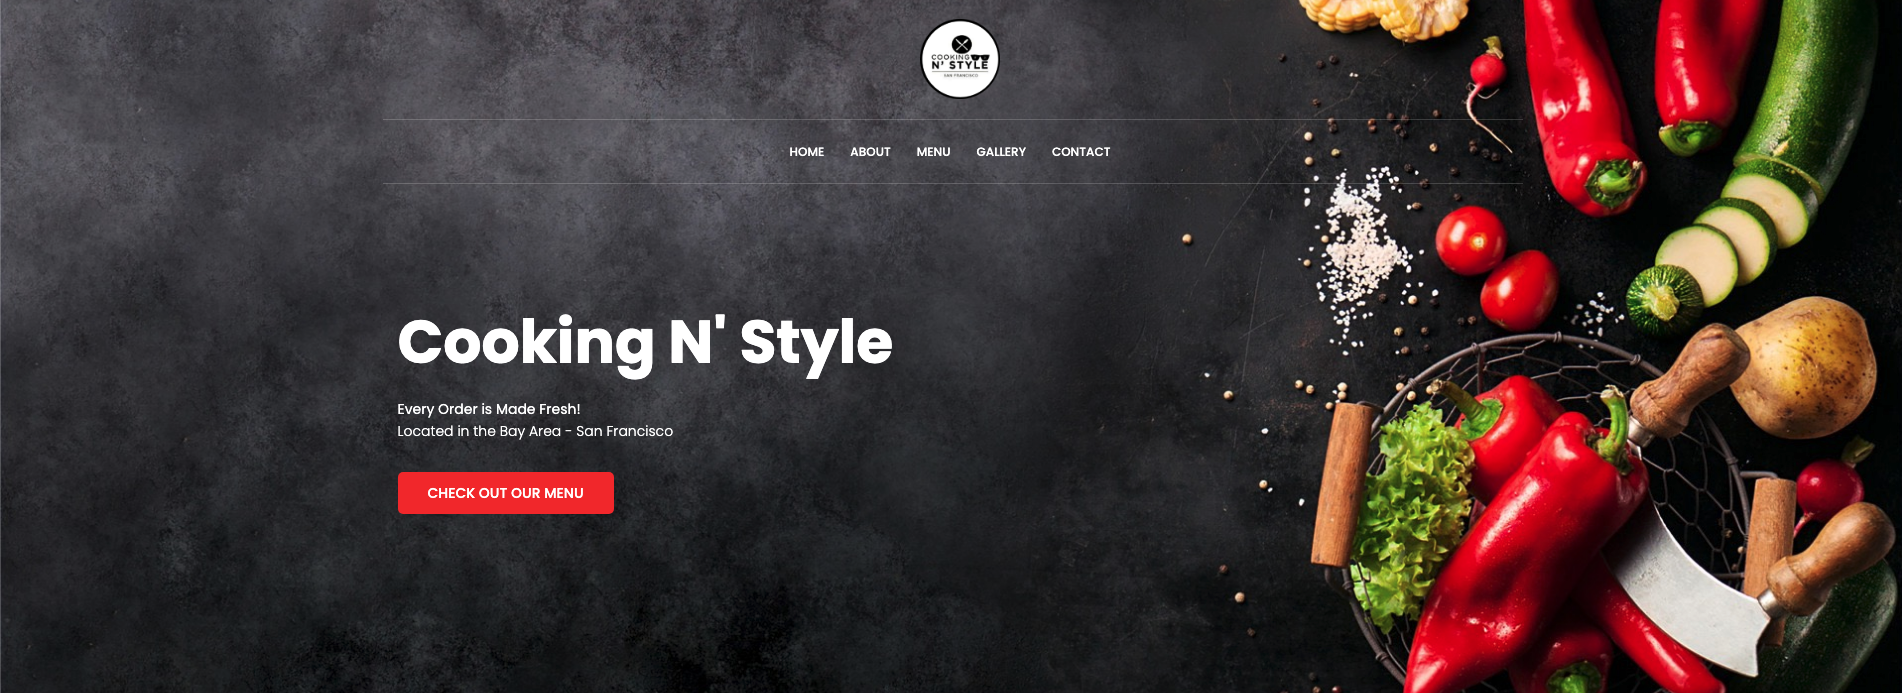 COOKING
N' STYLE
SAN FRANCISCO
HOME ABOUT MENU GALLERY CONTACT
Cooking N' Style
Every Order is Made Fresh!
Located in the Bay Area - San Francisco
CHECK OUT OUR MENU